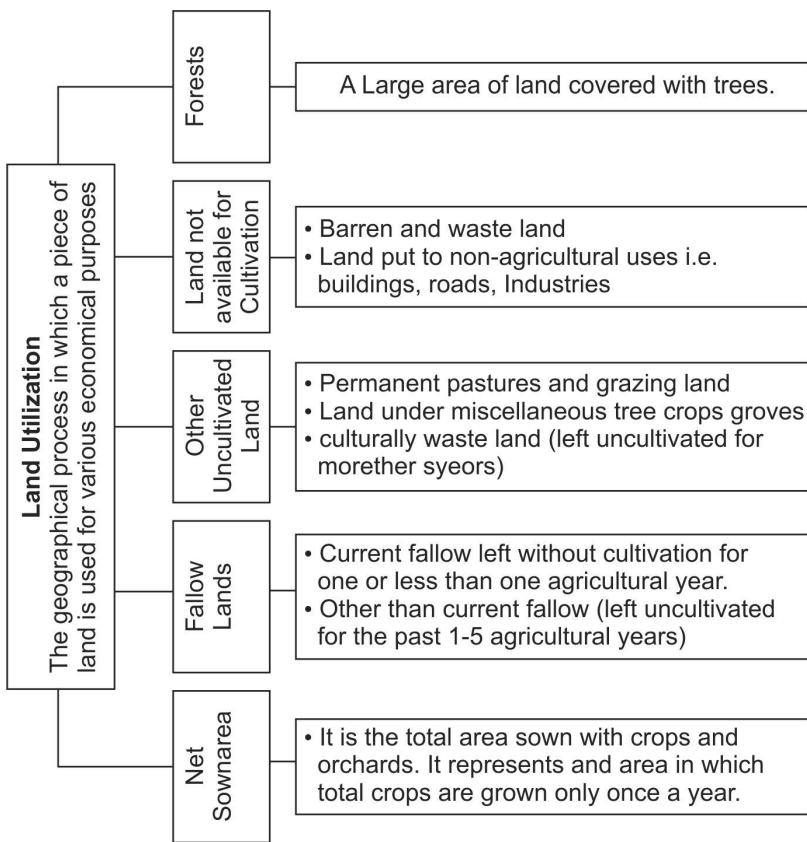 Land Utilization
The geographical process in which a piece of
land is used for various economical purposes
Forests
A Large area of land covered with trees.
Land not
available for
Cultivation
• Barren and waste land
• Land put to non-agricultural uses i.e.
buildings, roads, Industries
Other
Uncultivated
Land
• Permanent pastures and grazing land
• Land under miscellaneous tree crops groves
• culturally waste land (left uncultivated for
morether syeors)
Fallow
Lands
• Current fallow left without cultivation for
one or less than one agricultural year.
• Other than current fallow (left uncultivated
for the past 1-5 agricultural years)
Net
Sownarea
• It is the total area sown with crops and
orchards. It represents and area in which
total crops are grown only once a year.